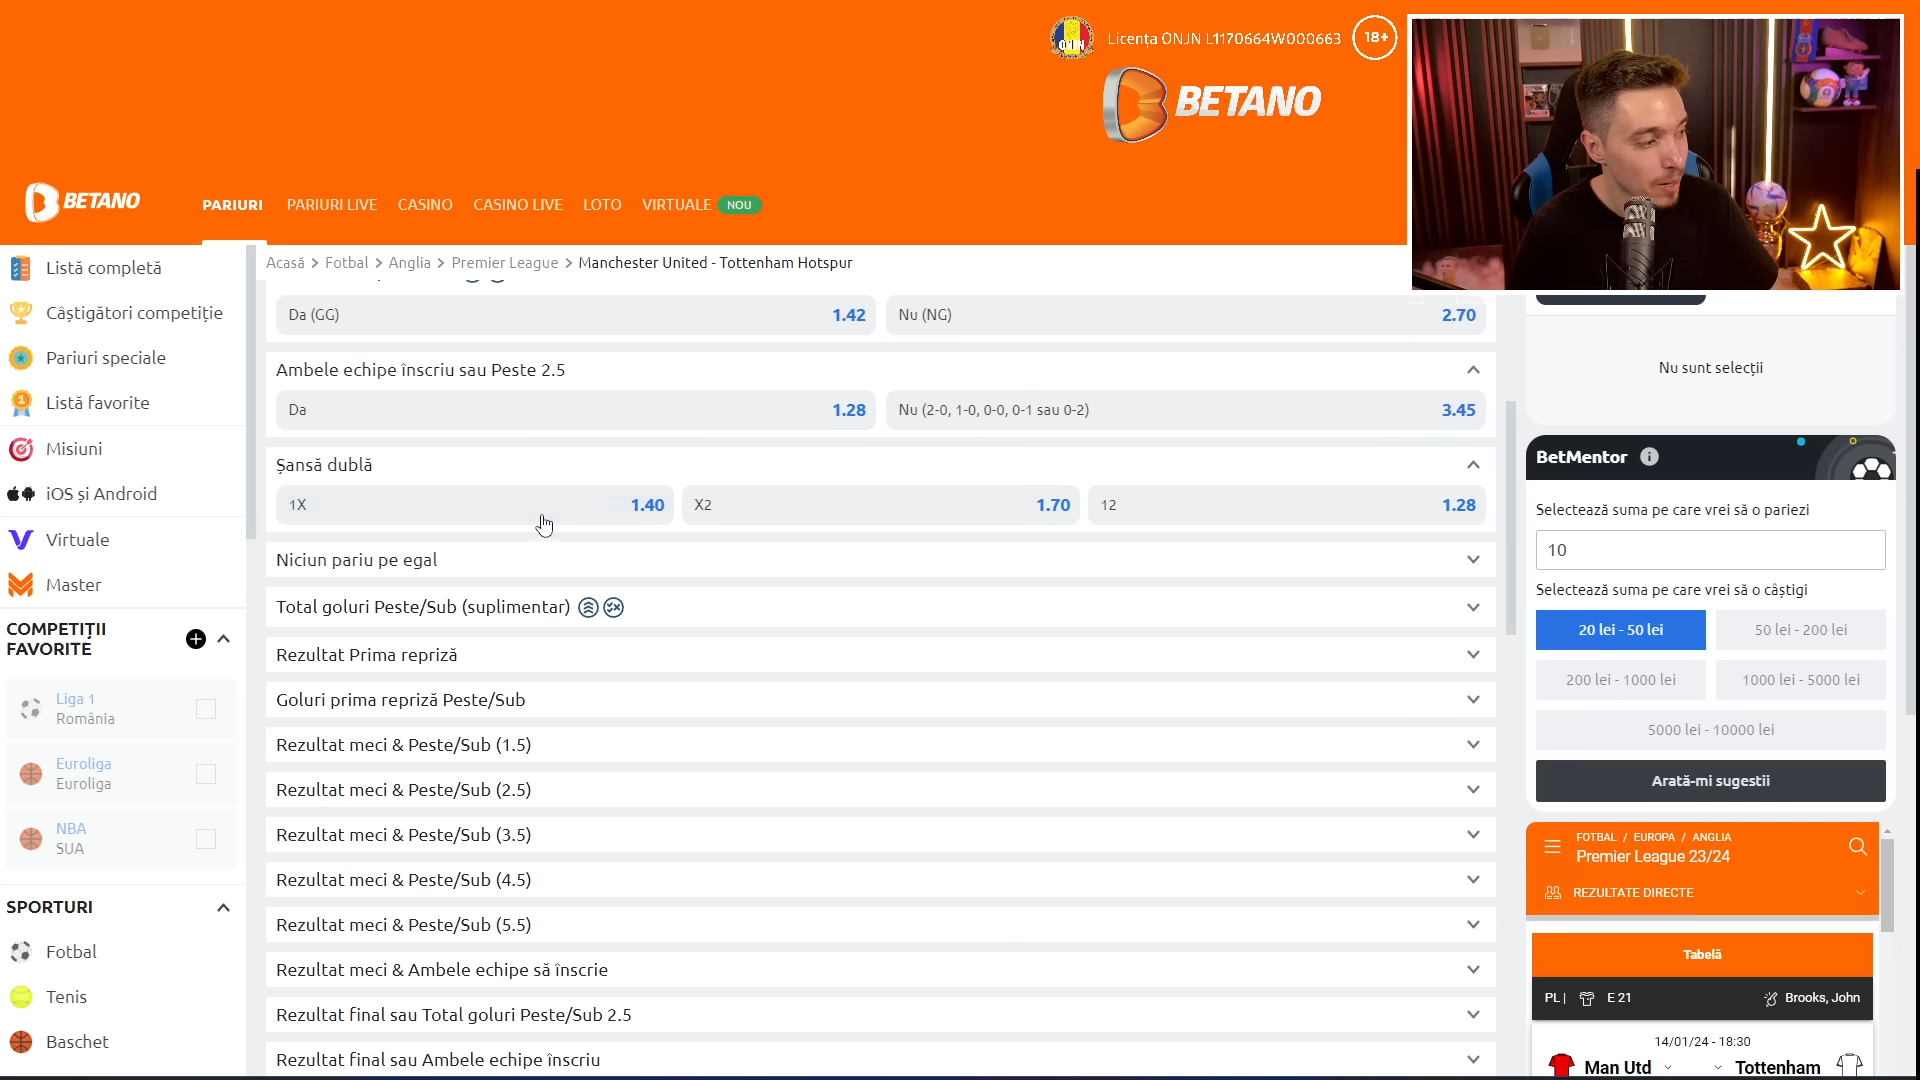 Licența ONJN L1170664W000663
18+
ONJN
BETANO
BETANO
PARIURI
PARIURI LIVE
CASINO
CASINO LIVE
LOTO
VIRTUALE
NOU
Listă completă
Câștigători competiție
Pariuri speciale
Listă favorite
Misiuni
iOS și Android
Virtuale
Master
COMPETIȚII
FAVORITE
Liga 1
România
Euroliga
Euroliga
NBA
SUA
SPORTURI
Fotbal
Tenis
Baschet
Acasă > Fotbal > Anglia > Premier League > Manchester United - Tottenham Hotspur
Da (GG) 1.42
Nu (NG) 2.70
Ambele echipe înscriu sau Peste 2.5
Da 1.28
Nu (2-0, 1-0, 0-0, 0-1 sau 0-2) 3.45
Șansă dublă
1X 1.40
X2 1.70
12 1.28
Niciun pariu pe egal
Total goluri Peste/Sub (suplimentar)
Rezultat Prima repriză
Goluri prima repriză Peste/Sub
Rezultat meci & Peste/Sub (1.5)
Rezultat meci & Peste/Sub (2.5)
Rezultat meci & Peste/Sub (3.5)
Rezultat meci & Peste/Sub (4.5)
Rezultat meci & Peste/Sub (5.5)
Rezultat meci & Ambele echipe să înscrie
Rezultat final sau Total goluri Peste/Sub 2.5
Rezultat final sau Ambele echipe înscriu
Nu sunt selecții
BetMentor
Selectează suma pe care vrei să o pariezi
10
Selectează suma pe care vrei să o câștigi
20 lei - 50 lei
50 lei - 200 lei
200 lei - 1000 lei
1000 lei - 5000 lei
5000 lei - 10000 lei
Arată-mi sugestii
FOTBAL / EUROPA / ANGLIA
Premier League 23/24
REZULTATE DIRECTE
Tabelă
PL | E 21 Brooks, John
14/01/24 - 18:30
Man Utd - - Tottenham